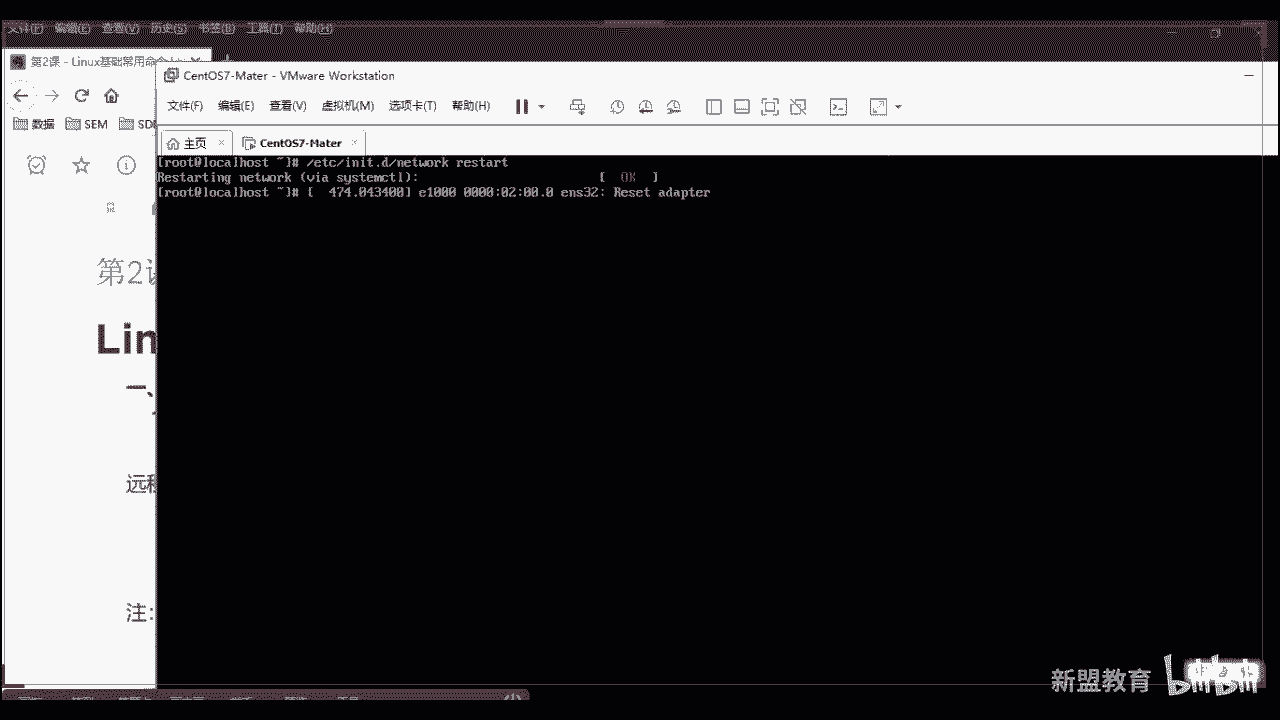 文件(F) 编辑(E) 查看(V) 历史(S) 书签(B) 工具(T) 帮助(H)
第2课 - Linux基础常用命令
CentOS7-Mater - VMware Workstation
文件(F) 编辑(E) 查看(V) 虚拟机(M) 选项卡(T) 帮助(H)
数据 SEM
主页 × CentOS7-Mater ×
[root@localhost ~]# /etc/init.d/network restart
Restarting network (via systemctl): [ OK ]
[root@localhost ~]# [ 474.043400] e1000 0000:02:00.0 ens32: Reset adapter
第2
Lin
一、
远程
注:
新盟教育 bilibili